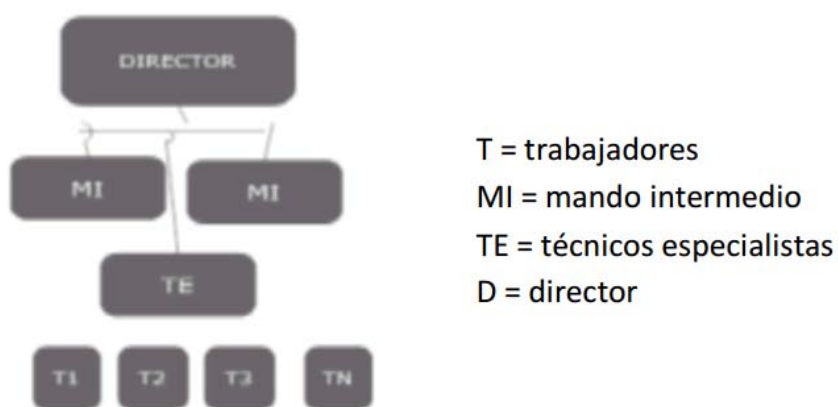 DIRECTOR
MI
MI
TE
T1
T2
T3
TN
T = trabajadores
MI = mando intermedio
TE = técnicos especialistas
D = director